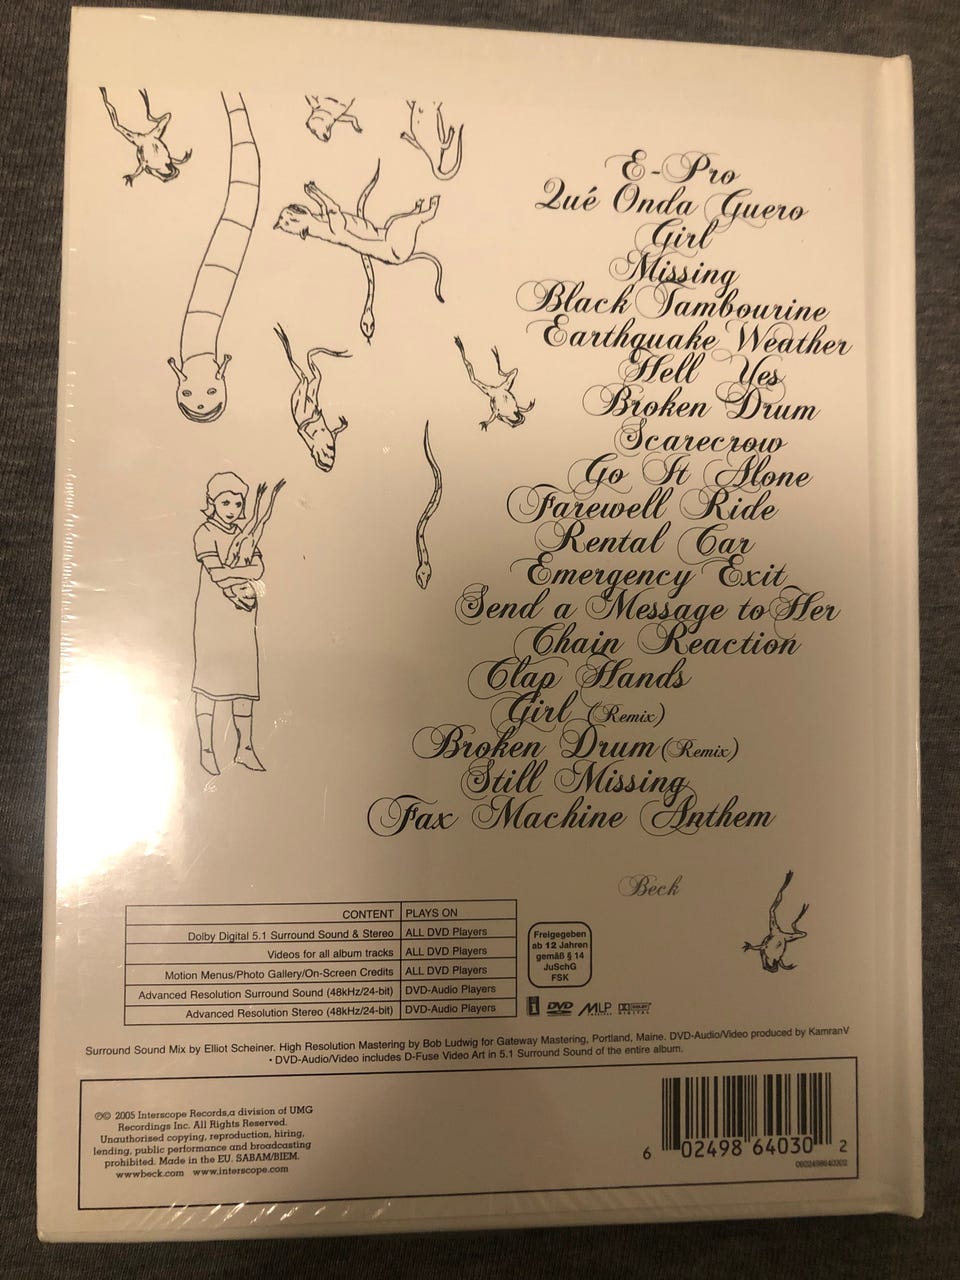 E-Pro
Qué Onda Guero
Girl
Missing
Black Tambourine
Earthquake Weather
Hell Yes
Broken Drum
Scarecrow
Go It Alone
Farewell Ride
Rental Car
Emergency Exit
Send a Message to Her
Chain Reaction
Clap Hands
Girl (Remix)
Broken Drum (Remix)
Still Missing
Fax Machine Anthem
Beck
CONTENT PLAYS ON
Dolby Digital 5.1 Surround Sound & Stereo ALL DVD Players
Videos for all album tracks ALL DVD Players
Motion Menus/Photo Gallery/On-Screen Credits ALL DVD Players
Advanced Resolution Surround Sound (48kHz/24-bit) DVD-Audio Players
Advanced Resolution Stereo (48kHz/24-bit) DVD-Audio Players
Freigegeben
ab 12 Jahren
gemäß § 14
JuSchG
FSK
i DVD MLP DOLBY DIGITAL
Surround Sound Mix by Elliot Scheiner. High Resolution Mastering by Bob Ludwig for Gateway Mastering, Portland, Maine. DVD-Audio/Video produced by KamranV
• DVD-Audio/Video includes D-Fuse Video Art in 5.1 Surround Sound of the entire album.
℗© 2005 Interscope Records,a division of UMG
Recordings Inc. All Rights Reserved.
Unauthorised copying, reproduction, hiring,
lending, public performance and broadcasting
prohibited. Made in the EU. SABAM/BIEM.
www.beck.com www.interscope.com
6 02498 64030 2
0602498640302